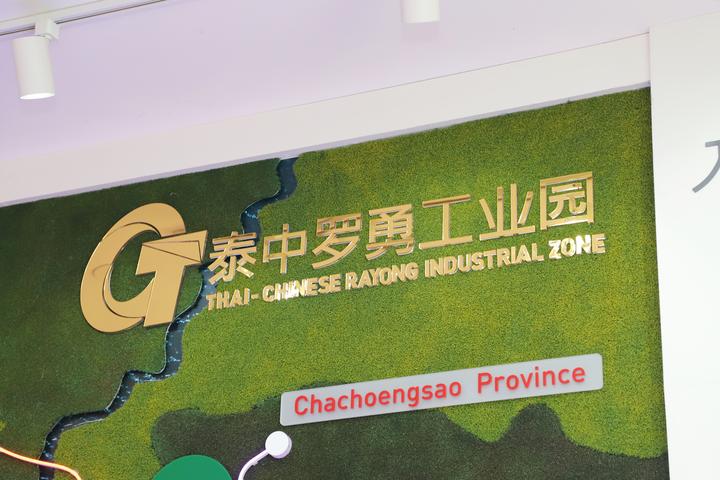 泰中罗勇工业园
THAI-CHINESE RAYONG INDUSTRIAL ZONE
Chachoengsao Province